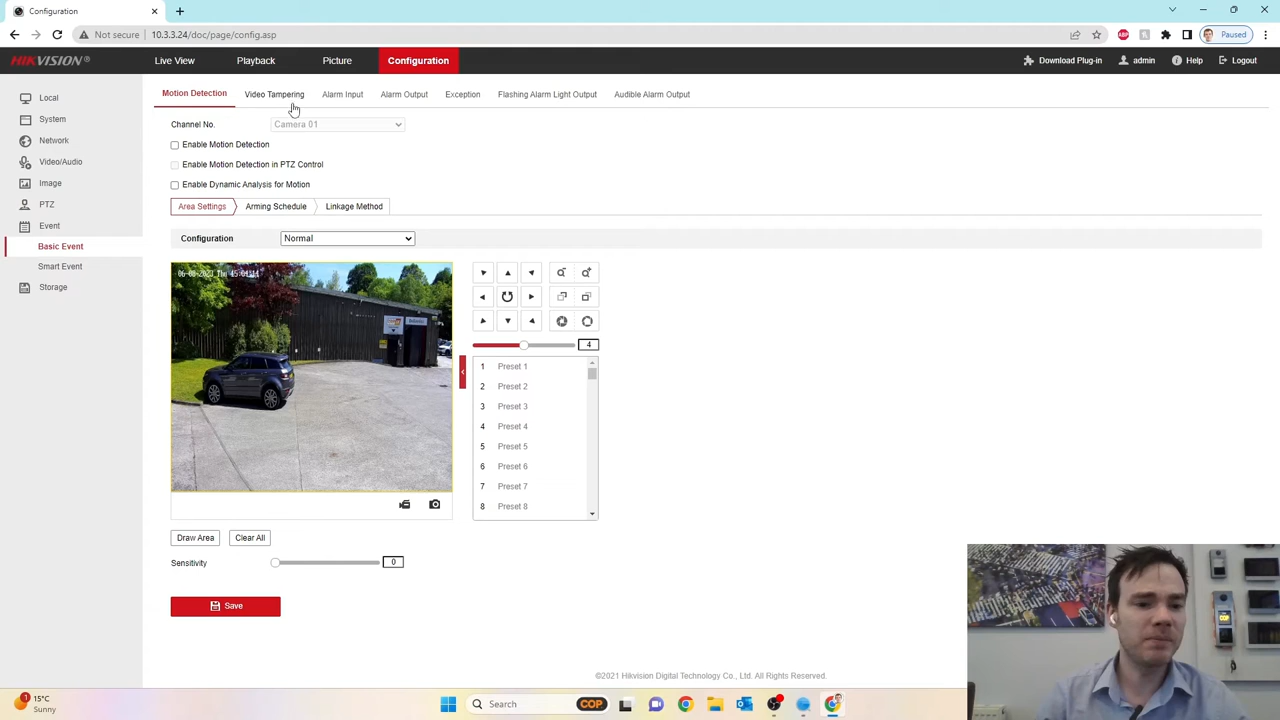 Configuration
Not secure
10.3.3.24/doc/page/config.asp
ABP
Paused
HIKVISION®
Live View
Playback
Picture
Configuration
Download Plug-in
admin
Help
Logout
Local
System
Network
Video/Audio
Image
PTZ
Event
Basic Event
Smart Event
Storage
Motion Detection
Video Tampering
Alarm Input
Alarm Output
Exception
Flashing Alarm Light Output
Audible Alarm Output
Channel No.
Camera 01
Enable Motion Detection
Enable Motion Detection in PTZ Control
Enable Dynamic Analysis for Motion
Area Settings
Arming Schedule
Linkage Method
Configuration
Normal
4
1 Preset 1
2 Preset 2
3 Preset 3
4 Preset 4
5 Preset 5
6 Preset 6
7 Preset 7
8 Preset 8
Draw Area
Clear All
Sensitivity
0
Save
©2021 Hikvision Digital Technology Co., Ltd. All Rights Reserved.
1
15°C
Sunny
Search
COP